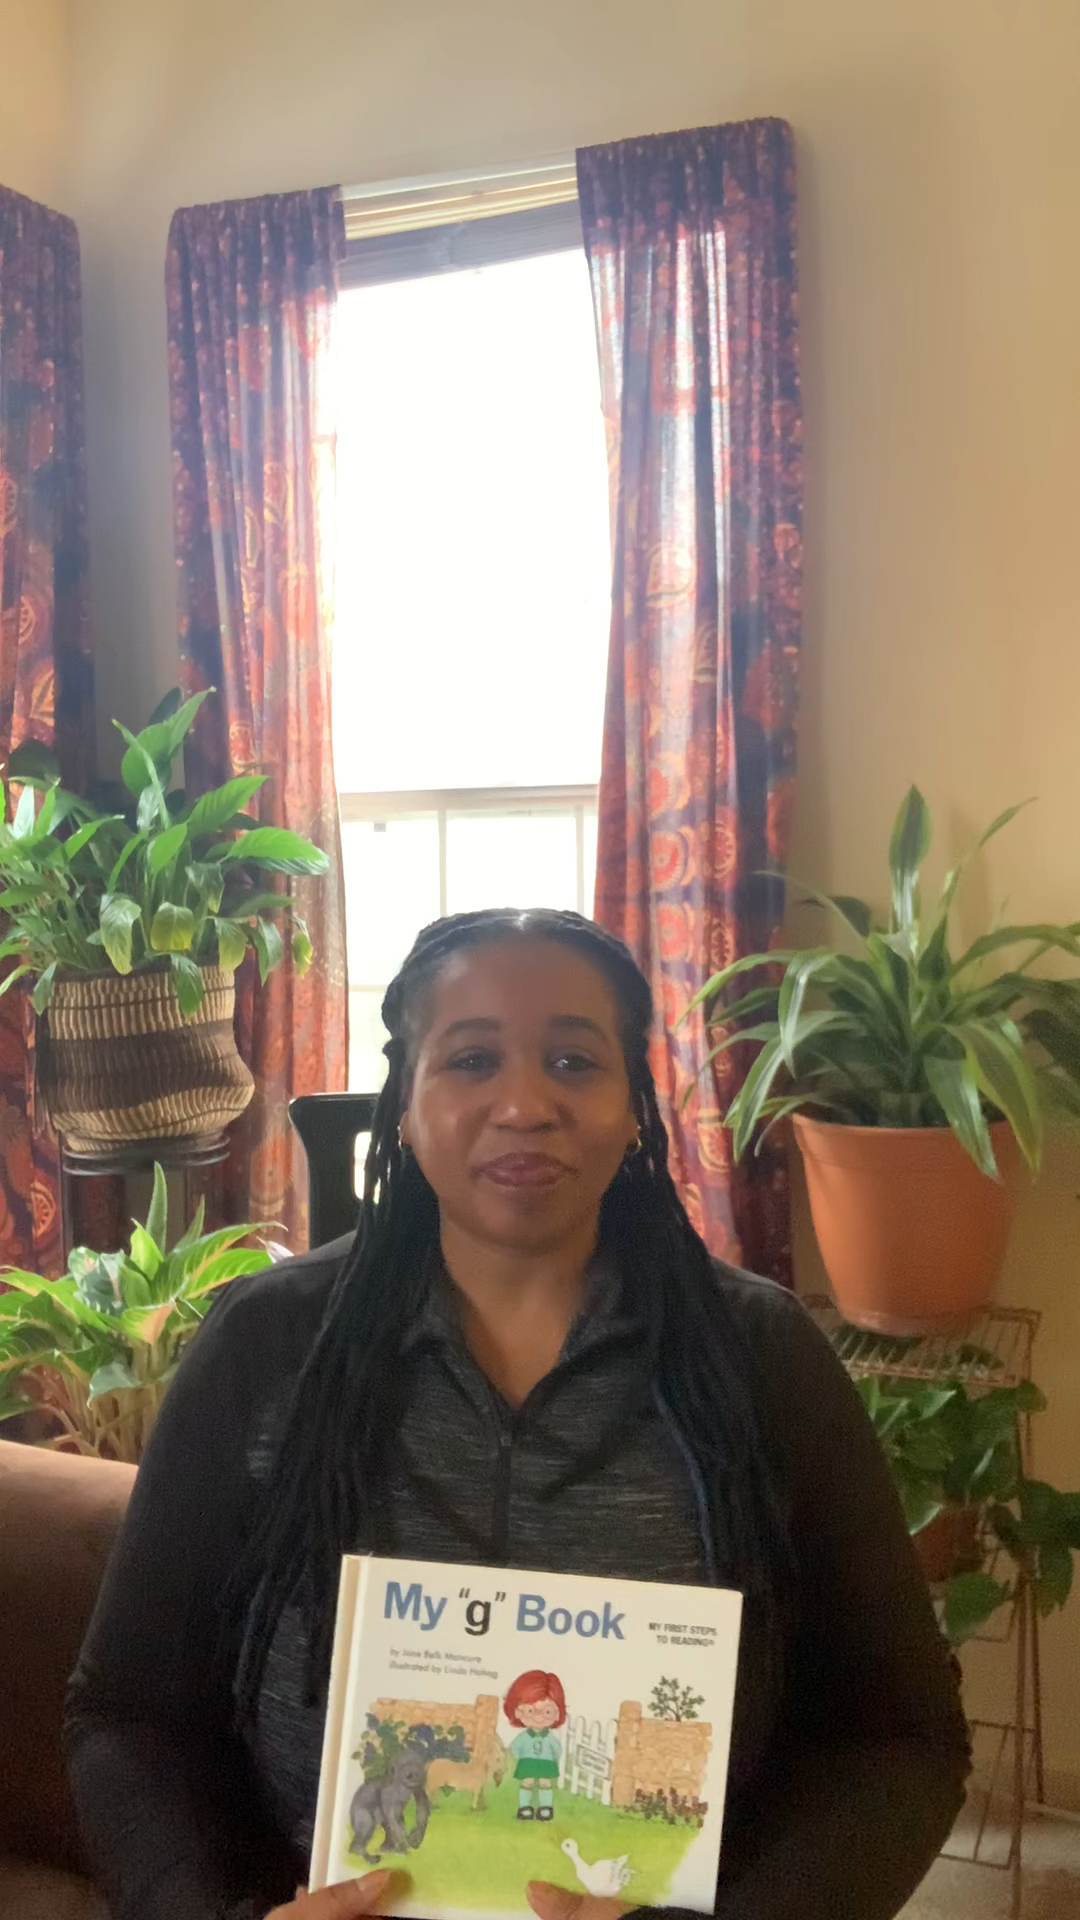 My "g" Book
MY FIRST STEPS
TO READING®
by Jane Belk Moncure
illustrated by Linda Hohag
g